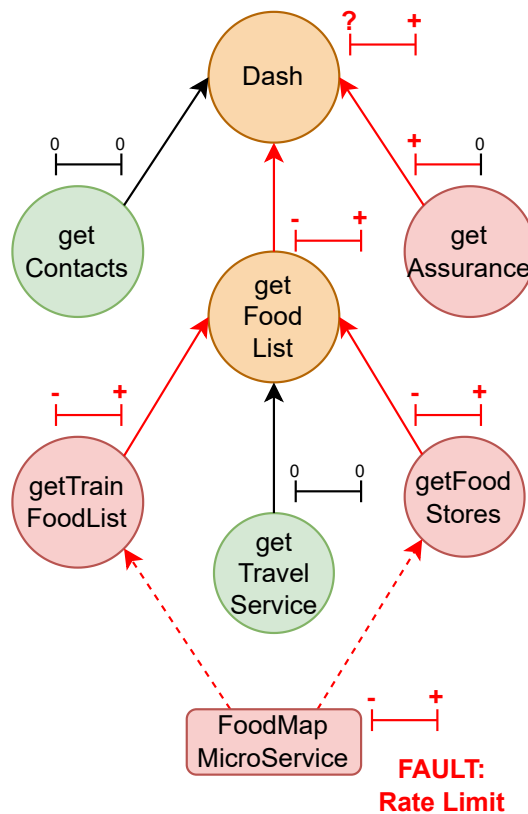 ? +
Dash
0 0
+ 0
get
Contacts
- +
get
Assurance
get
Food
List
- +
- +
getTrain
FoodList
0 0
getFood
Stores
get
Travel
Service
FoodMap
MicroService
- +
FAULT:
Rate Limit